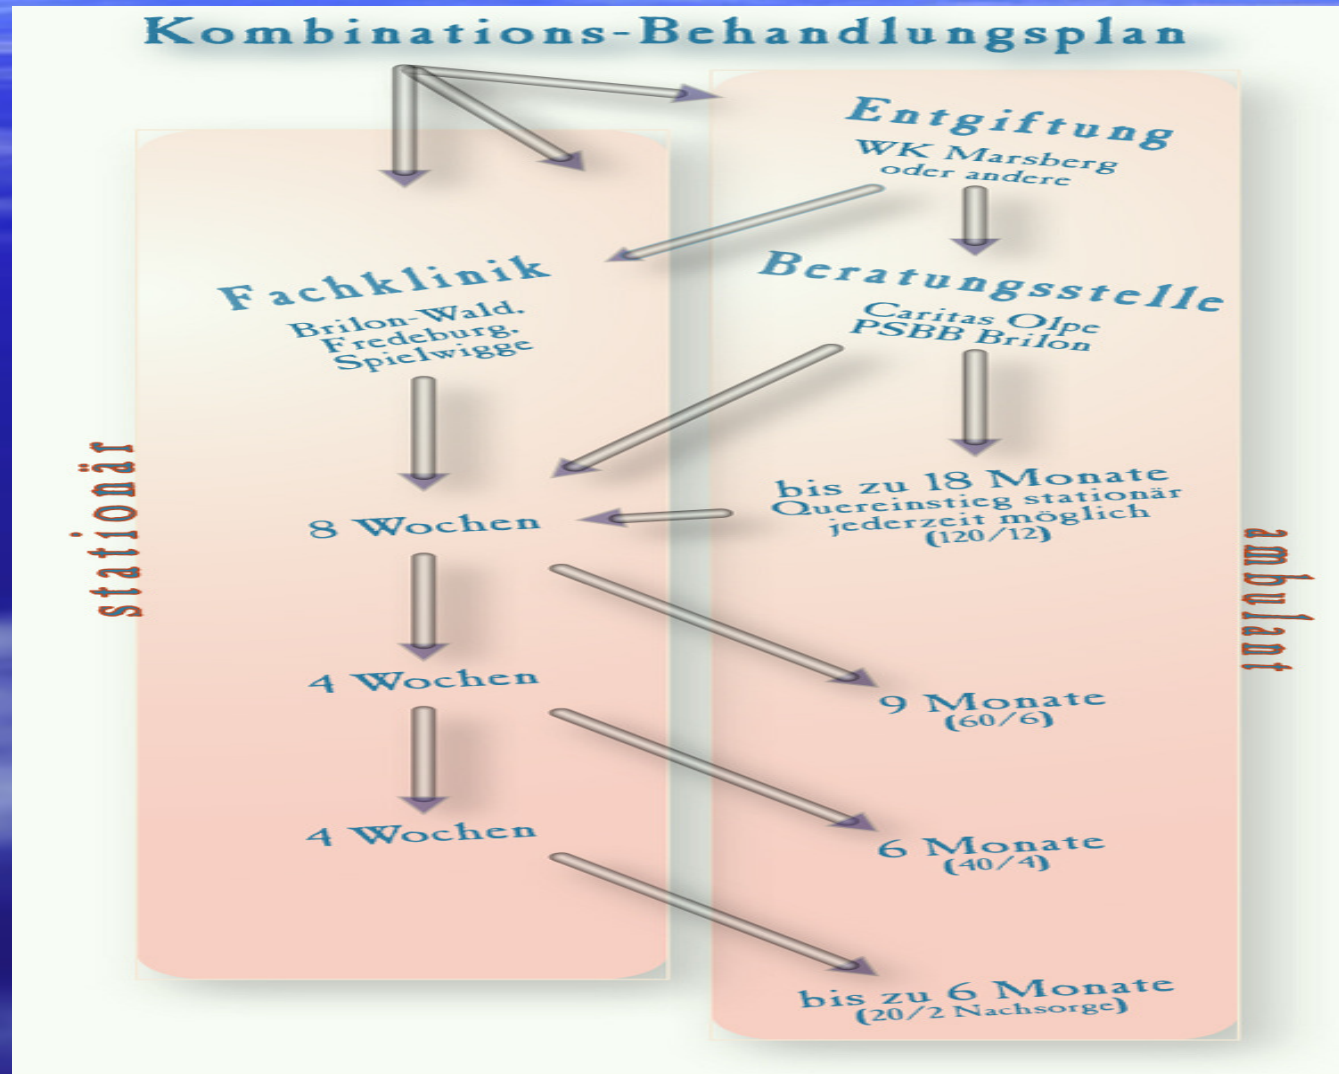 Kombinations-Behandlungsplan
Entgiftung
WK Marsberg
oder andere
Fachklinik
Brilon-Wald,
Fredeburg,
Spielwigge
Beratungsstelle
Caritas Olpe
PSBB Brilon
stationär
8 Wochen
bis zu 18 Monate
Quereinstieg stationär
jederzeit möglich
(120/12)
ambulant
4 Wochen
9 Monate
(60/6)
4 Wochen
6 Monate
(40/4)
bis zu 6 Monate
(20/2 Nachsorge)